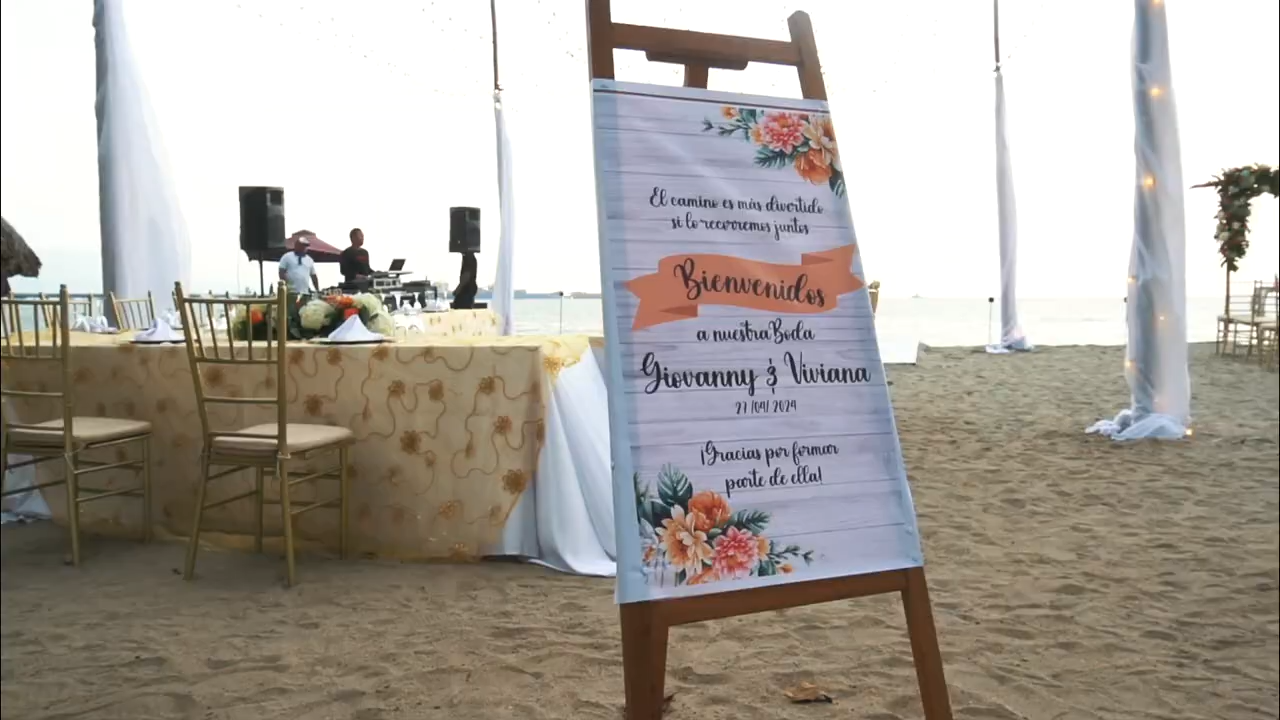 El camino es más divertido
si lo recorremos juntos
Bienvenidos
a nuestra Boda
Giovanny & Viviana
27/04/2024
¡Gracias por formar
parte de ella!